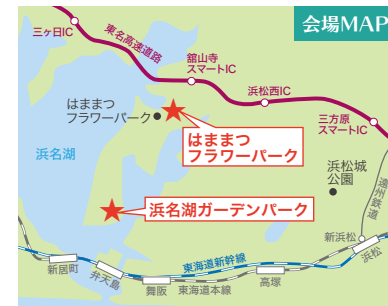 会場MAP
三ヶ日IC
東名高速道路
舘山寺
スマートIC
浜松西IC
三方原
スマートIC
はままつ
フラワーパーク
はままつ
フラワーパーク
浜名湖
浜松城
公園
浜名湖ガーデンパーク
遠州鉄道
新浜松
浜松
東海道新幹線
高塚
新居町
弁天島
舞阪
東海道本線